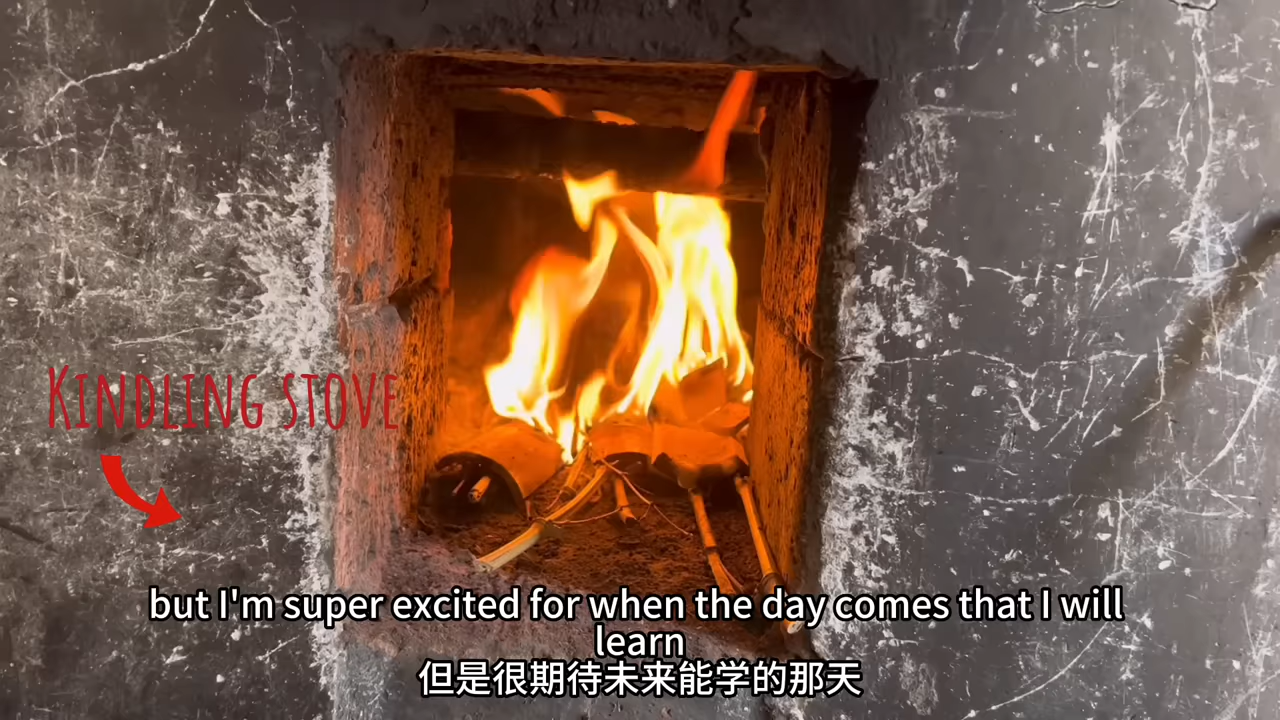 Kindling stove
but I'm super excited for when the day comes that I will
learn
但是很期待未来能学的那天